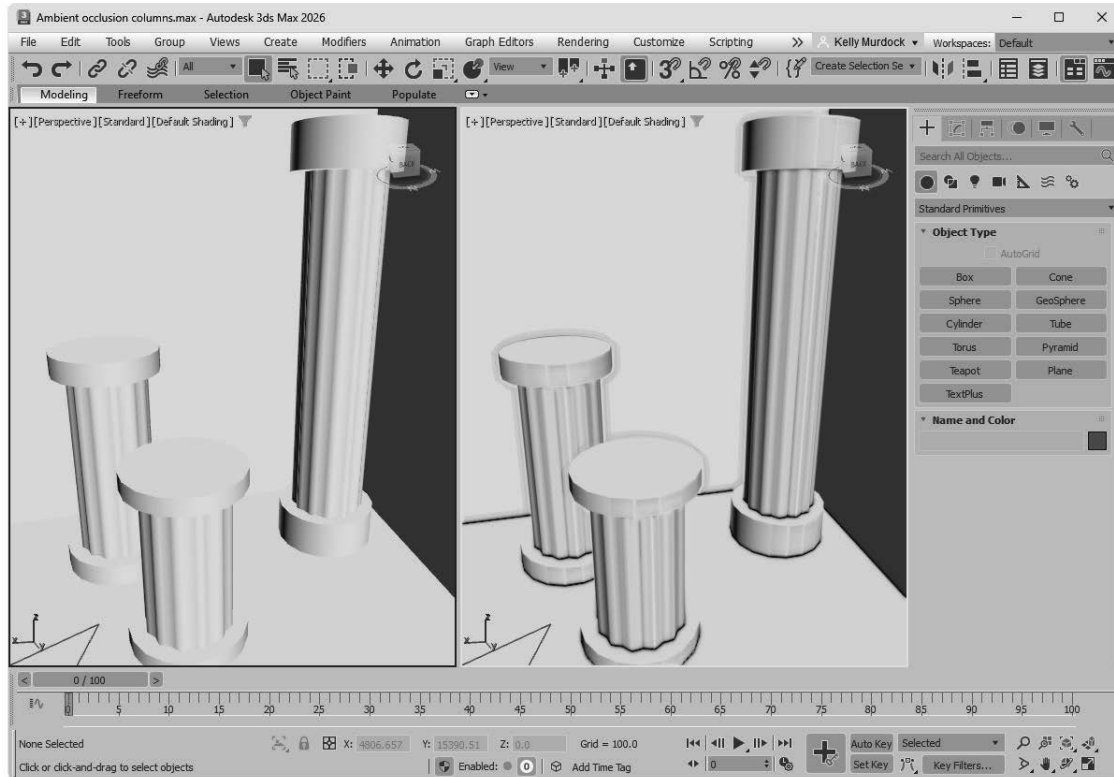 Ambient occlusion columns.max - Autodesk 3ds Max 2026
File Edit Tools Group Views Create Modifiers Animation Graph Editors Rendering Customize Scripting Kelly Murdock Workspaces: Default
All View Create Selection Se
Modeling Freeform Selection Object Paint Populate
[+][Perspective][Standard][Default Shading] [+][Perspective][Standard][Default Shading]
BACK BACK
Search All Objects...
Standard Primitives
Object Type
AutoGrid
Box Cone
Sphere GeoSphere
Cylinder Tube
Torus Pyramid
Teapot Plane
TextPlus
Name and Color
z z
x y x y
< 0 / 100 >
0 5 10 15 20 25 30 35 40 45 50 55 60 65 70 75 80 85 90 95 100
None Selected X: 4806.657 Y: 15390.51 Z: 0.0 Grid = 100.0 Auto Key Selected
Click or click-and-drag to select objects Enabled: 0 Add Time Tag 0 Set Key Key Filters...